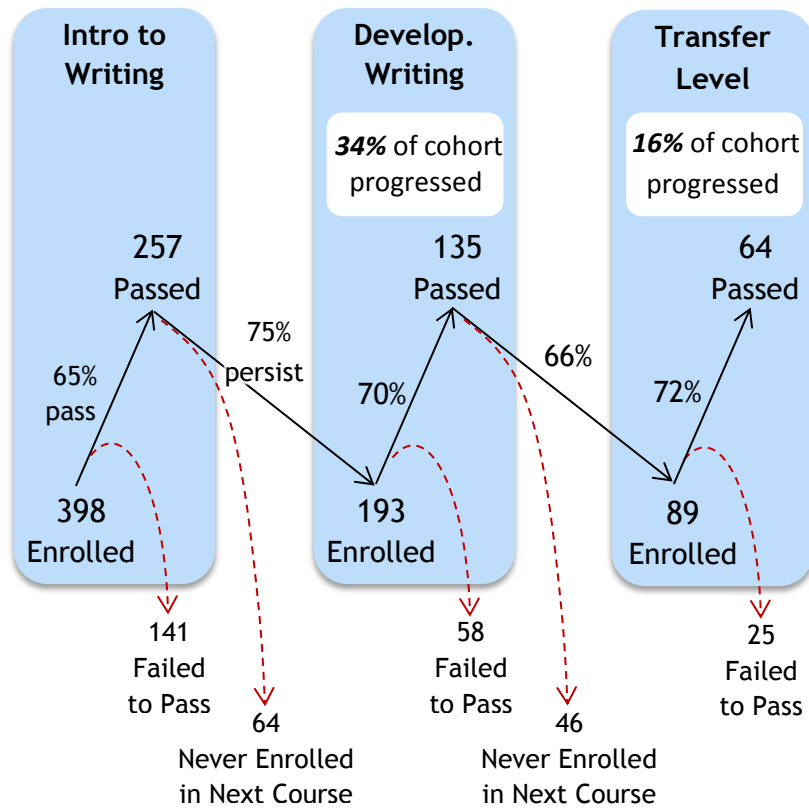 Intro to
Writing
Develop.
Writing
Transfer
Level
34% of cohort
progressed
16% of cohort
progressed
257
Passed
135
Passed
64
Passed
75%
persist
66%
65%
pass
70%
72%
398
Enrolled
193
Enrolled
89
Enrolled
141
Failed
to Pass
58
Failed
to Pass
25
Failed
to Pass
64
Never Enrolled
in Next Course
46
Never Enrolled
in Next Course